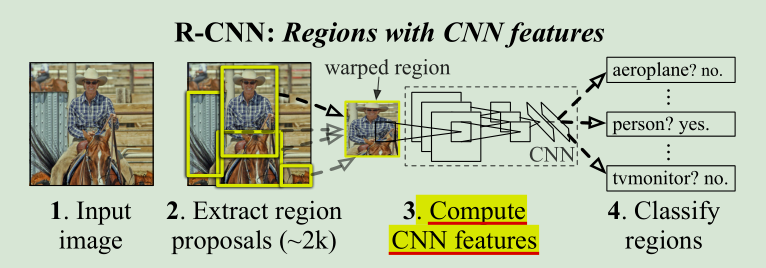 R-CNN: Regions with CNN features
warped region
aeroplane? no.
person? yes.
tvmonitor? no.
CNN
1. Input
image
2. Extract region
proposals (~2k)
3. Compute
CNN features
4. Classify
regions